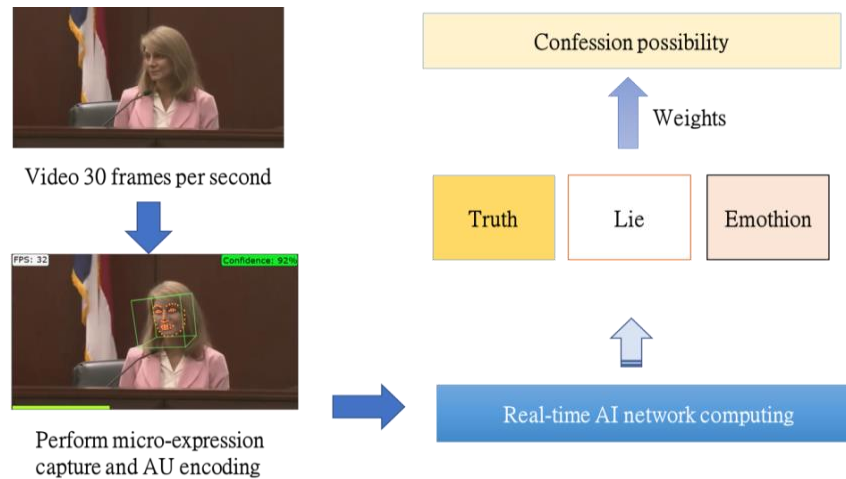 Video 30 frames per second
FPS: 32
Confidence: 92%
Perform micro-expression
capture and AU encoding
Confession possibility
Weights
Truth
Lie
Emothion
Real-time AI network computing